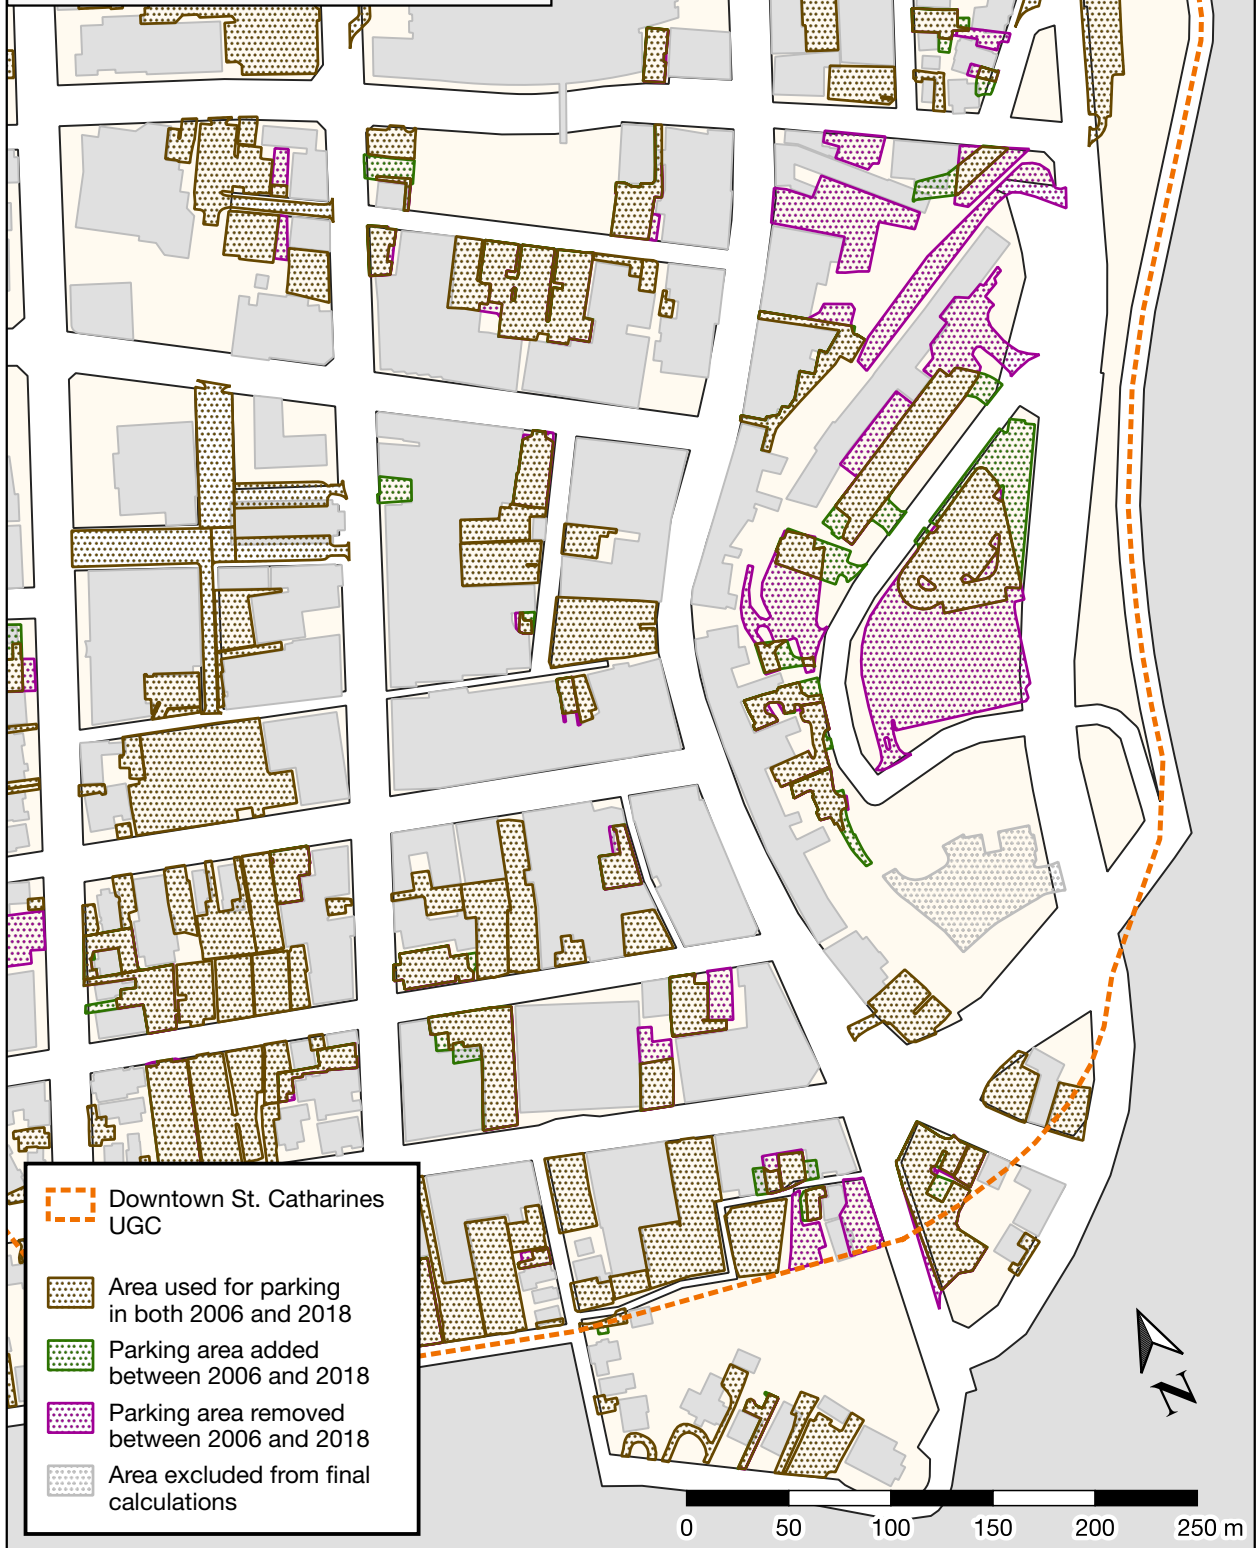 Downtown St. Catharines
UGC
Area used for parking
in both 2006 and 2018
Parking area added
between 2006 and 2018
Parking area removed
between 2006 and 2018
Area excluded from final
calculations
N
0 50 100 150 200 250 m